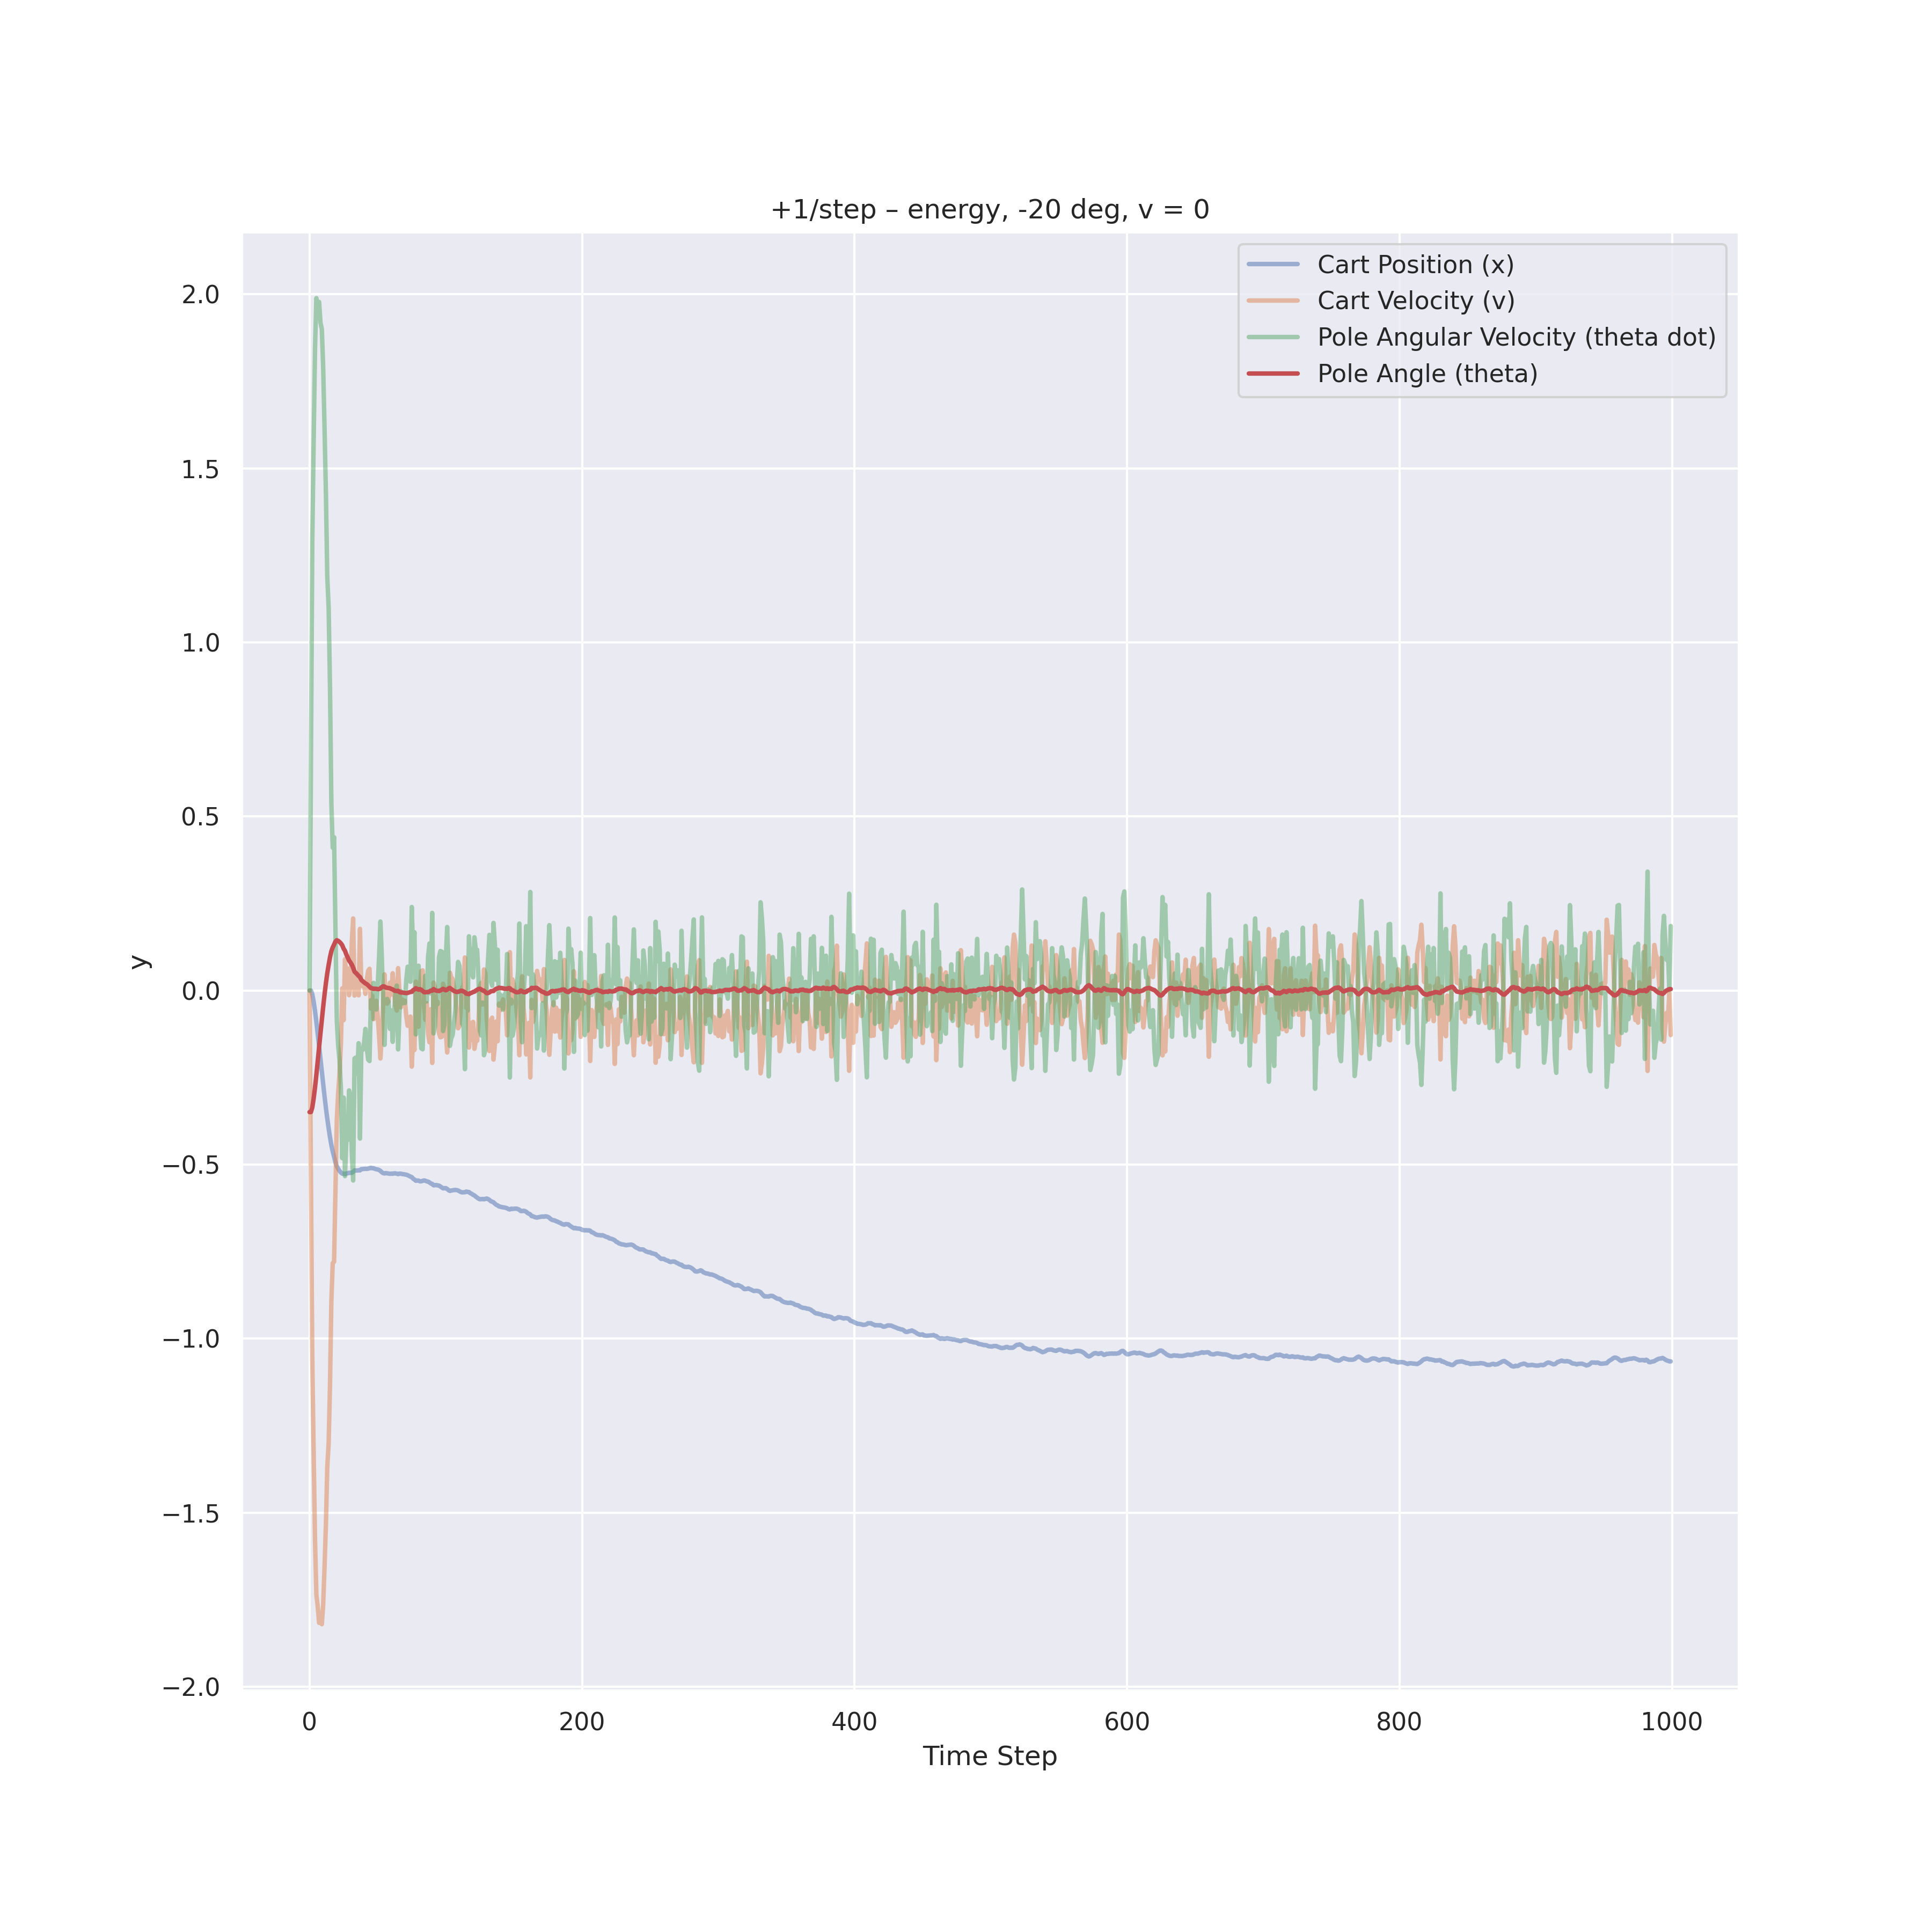 +1/step – energy, -20 deg, v = 0
Cart Position (x)
Cart Velocity (v)
Pole Angular Velocity (theta dot)
Pole Angle (theta)
2.0
1.5
1.0
0.5
0.0
−0.5
−1.0
−1.5
−2.0
y
0 200 400 600 800 1000
Time Step